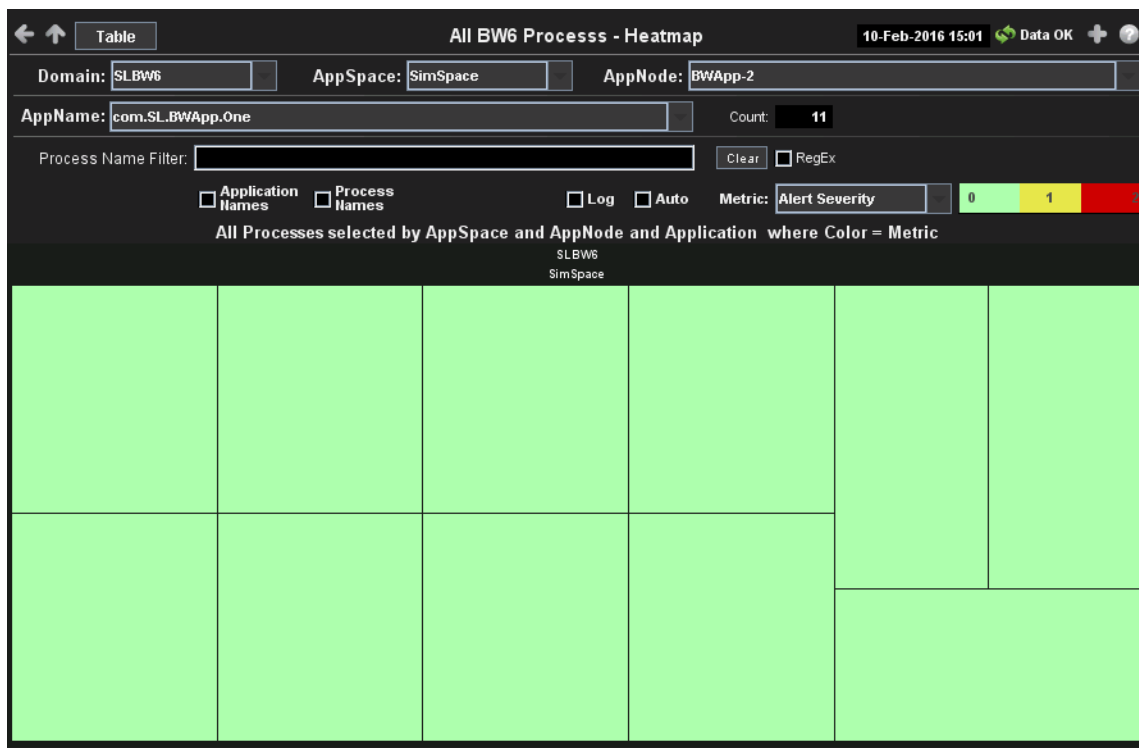 Table All BW6 Processs - Heatmap 10-Feb-2016 15:01 Data OK
Domain: SLBW6 AppSpace: SimSpace AppNode: BWApp-2
AppName: com.SL.BWApp.One Count: 11
Process Name Filter: Clear RegEx
Application Names Process Names Log Auto Metric: Alert Severity 0 1
All Processes selected by AppSpace and AppNode and Application where Color = Metric
SLBW6
SimSpace